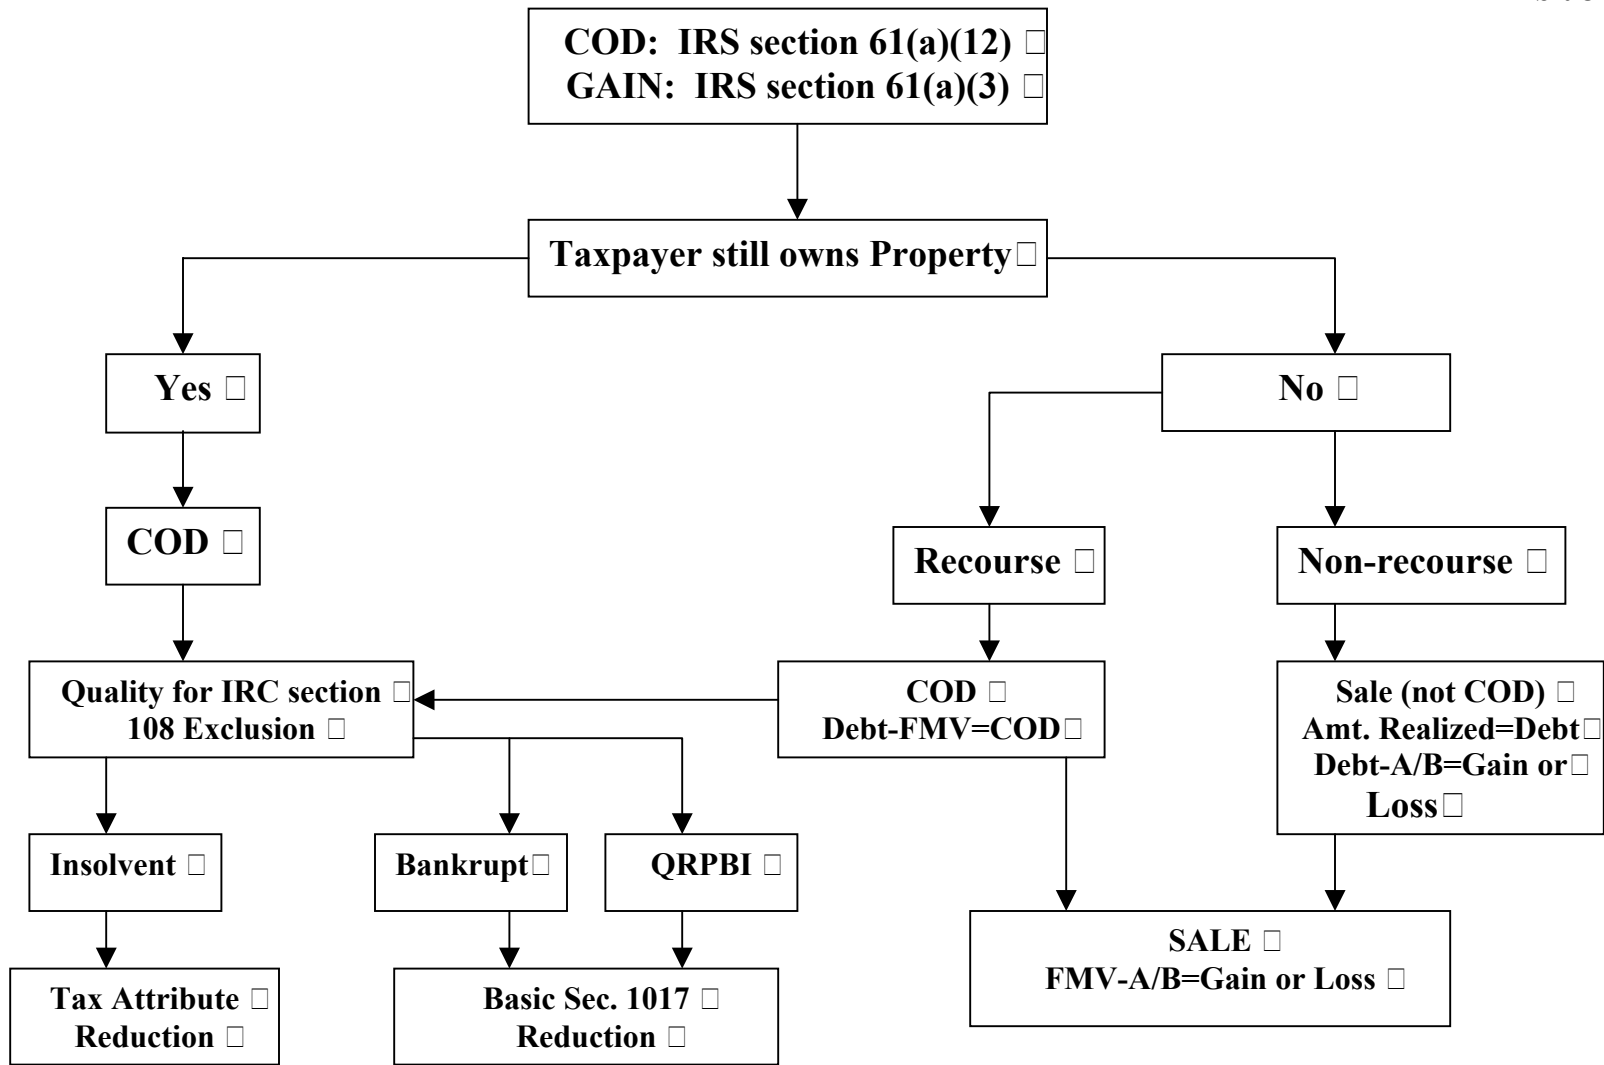 COD: IRS section 61(a)(12) □
GAIN: IRS section 61(a)(3) □
Taxpayer still owns Property□
Yes □
No □
COD □
Recourse □
Non-recourse □
Quality for IRC section □
108 Exclusion □
COD □
Debt-FMV=COD□
Sale (not COD) □
Amt. Realized=Debt□
Debt-A/B=Gain or□
Loss□
Insolvent □
Bankrupt□
QRPBI □
SALE □
FMV-A/B=Gain or Loss □
Tax Attribute □
Reduction □
Basic Sec. 1017 □
Reduction □